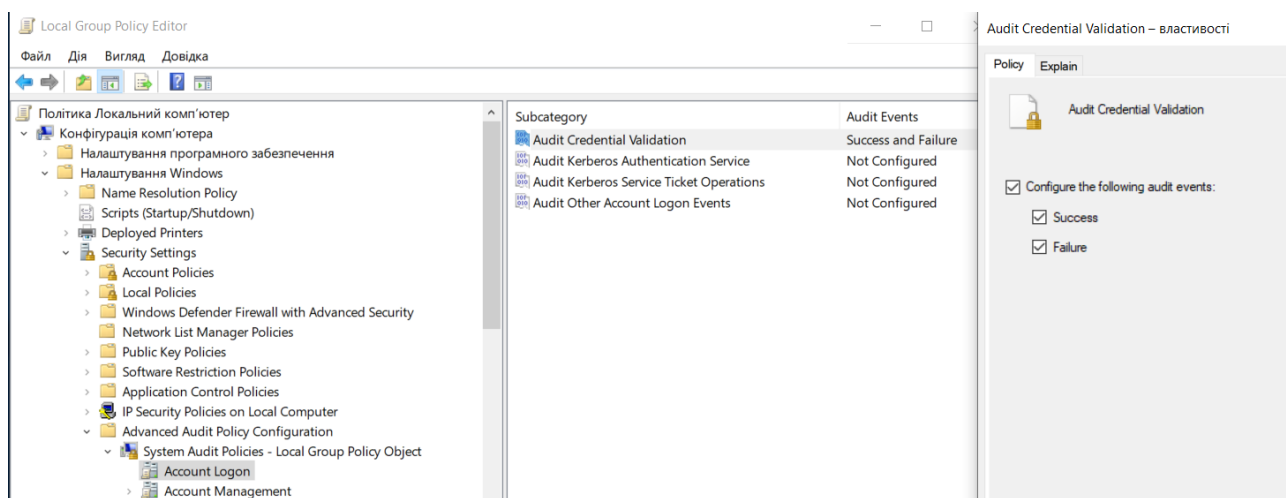 Local Group Policy Editor
Файл Дія Вигляд Довідка
Політика Локальний комп'ютер
Конфігурація комп'ютера
Налаштування програмного забезпечення
Налаштування Windows
Name Resolution Policy
Scripts (Startup/Shutdown)
Deployed Printers
Security Settings
Account Policies
Local Policies
Windows Defender Firewall with Advanced Security
Network List Manager Policies
Public Key Policies
Software Restriction Policies
Application Control Policies
IP Security Policies on Local Computer
Advanced Audit Policy Configuration
System Audit Policies - Local Group Policy Object
Account Logon
Account Management
Subcategory Audit Events
Audit Credential Validation Success and Failure
Audit Kerberos Authentication Service Not Configured
Audit Kerberos Service Ticket Operations Not Configured
Audit Other Account Logon Events Not Configured
Audit Credential Validation – властивості
Policy Explain
Audit Credential Validation
Configure the following audit events:
Success
Failure